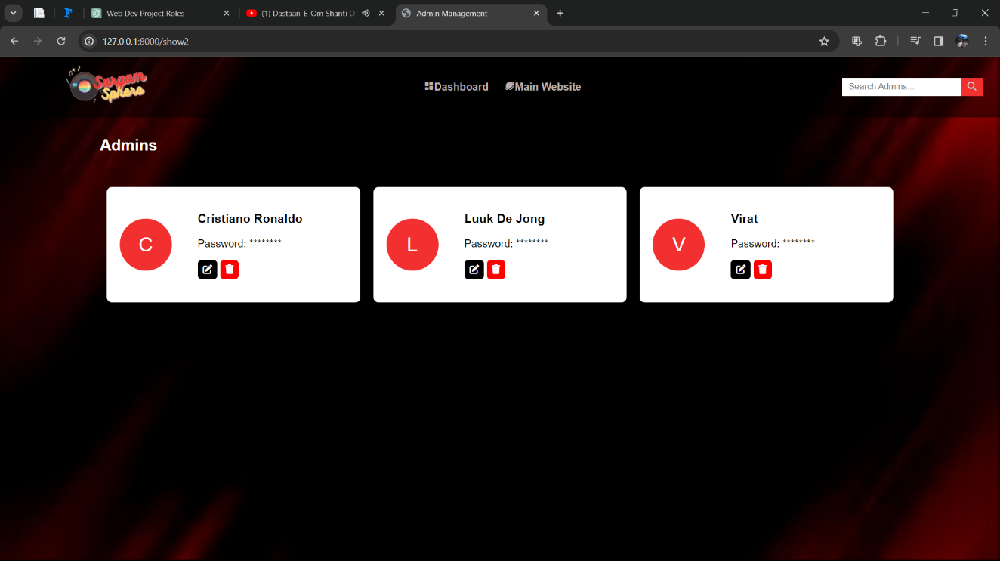 Web Dev Project Roles
(1) Dastaan-E-Om Shanti O
Admin Management
127.0.0.1:8000/show2
Sargam
Sphere
Dashboard
Main Website
Search Admins...
Admins
C
Cristiano Ronaldo
Password: ********
L
Luuk De Jong
Password: ********
V
Virat
Password: ********